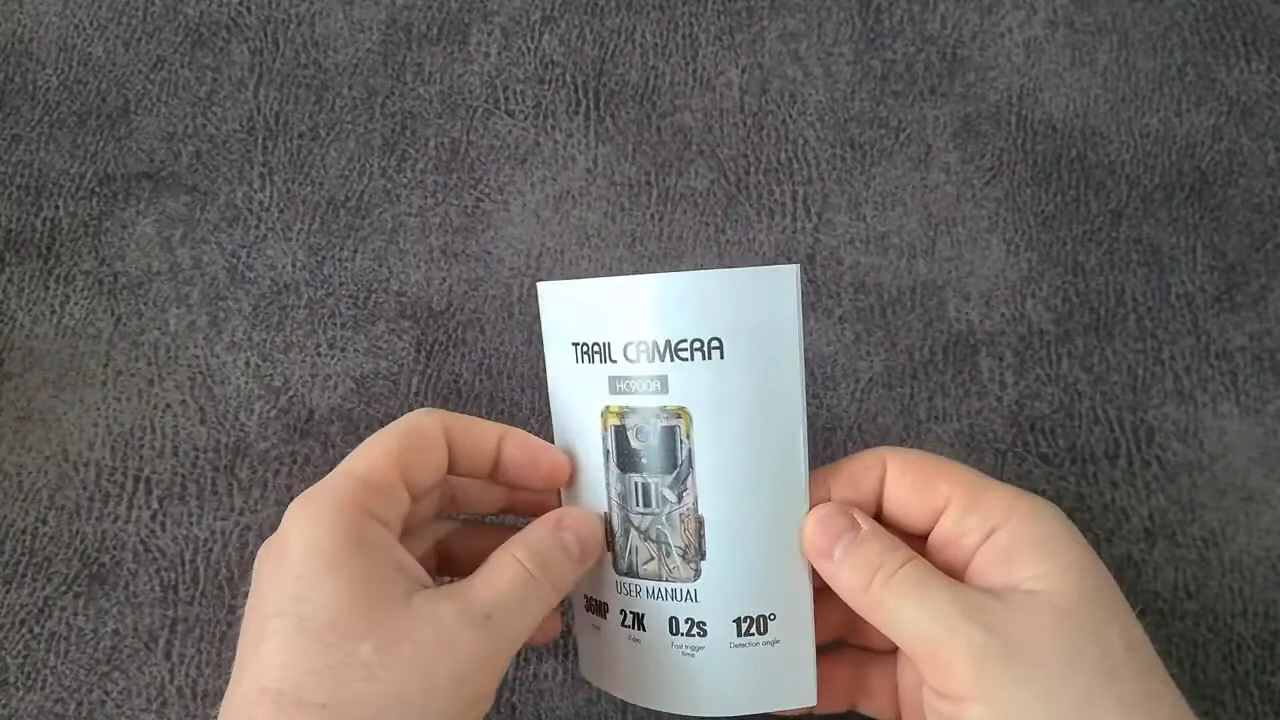 TRAIL CAMERA
HC900A
USER MANUAL
36MP 2.7K 0.2s 120°
Video Fast trigger Detection angle
time